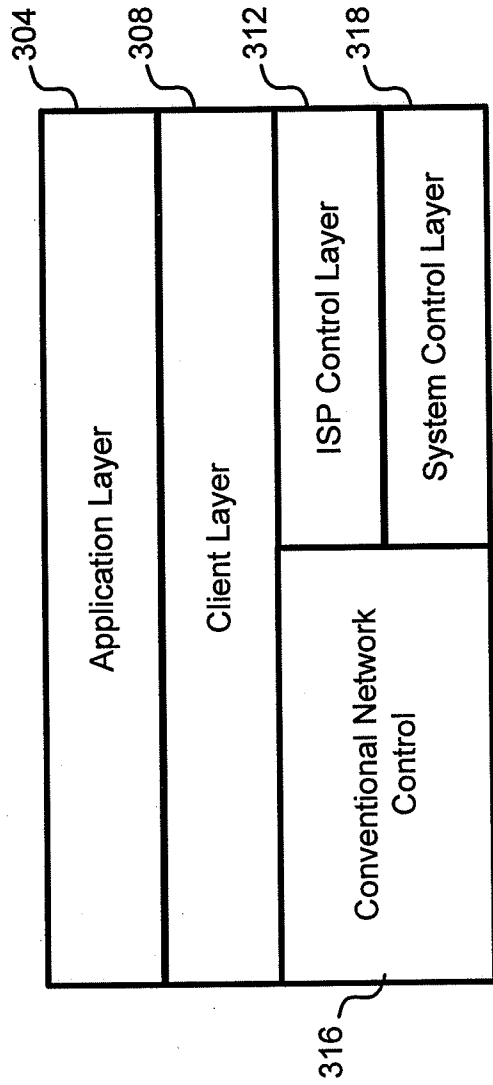 Application Layer
304
Client Layer
308
ISP Control Layer
312
Conventional Network
Control
316
System Control Layer
318